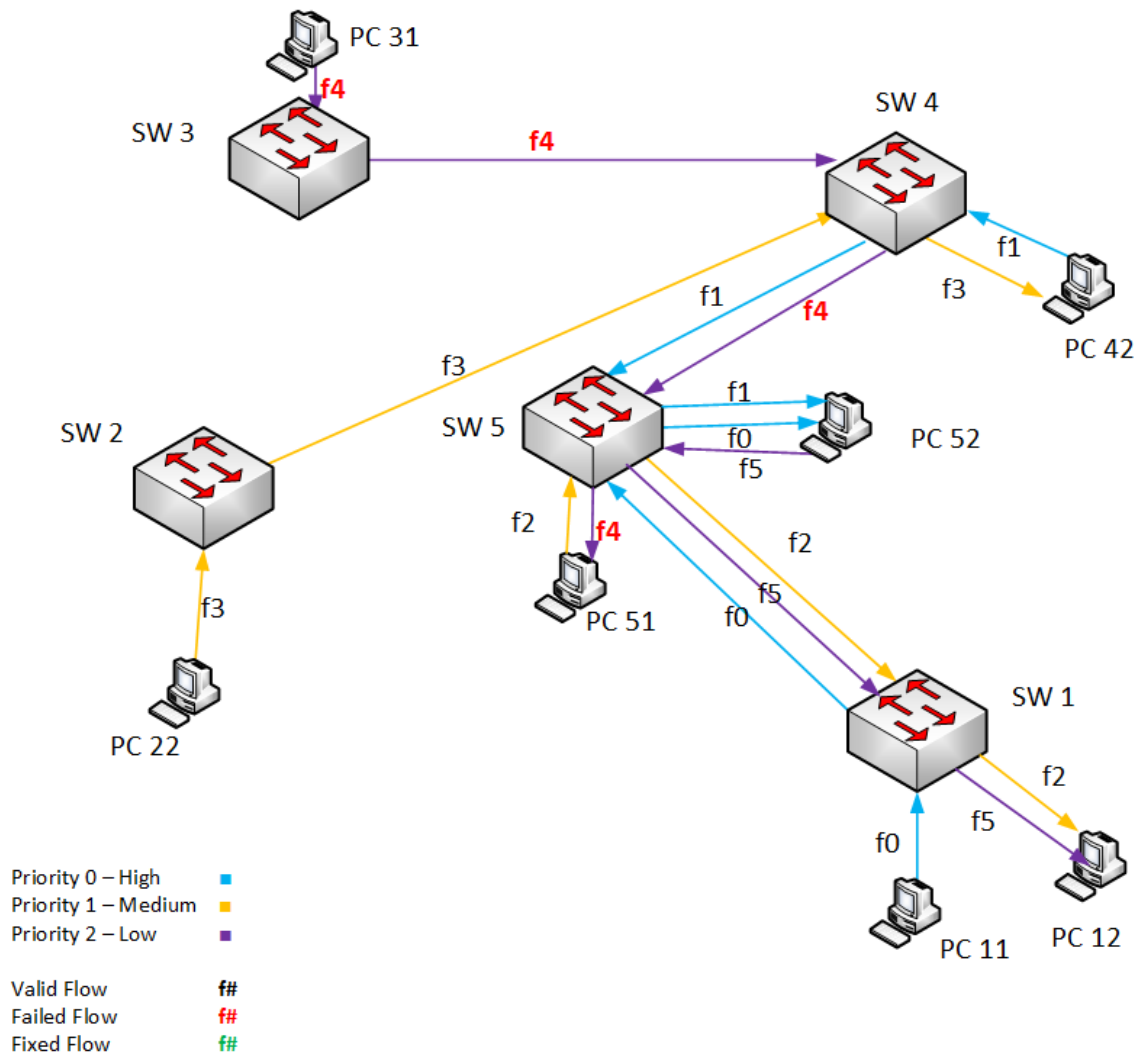 PC 31
f4
SW 3
SW 4
f4
f1
f3
f1
f4
PC 42
f3
SW 2
SW 5
f1
f0
f5
PC 52
f2
f4
f2
f3
PC 51
f5
f0
SW 1
PC 22
f2
f5
f0
PC 11
PC 12
Priority 0 – High
Priority 1 – Medium
Priority 2 – Low
Valid Flow f#
Failed Flow f#
Fixed Flow f#